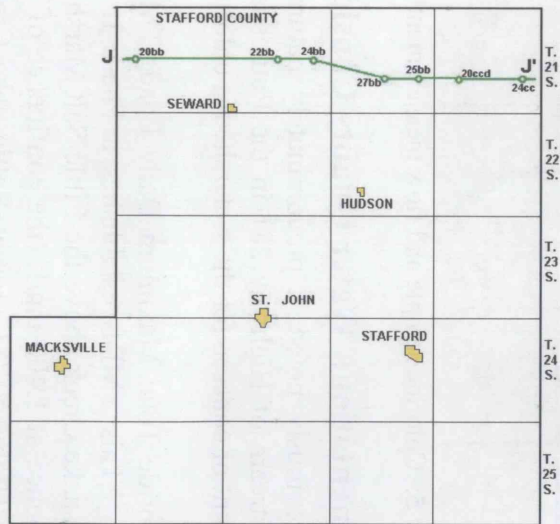 STAFFORD COUNTY
J
20bb
22bb
24bb
27bb
25bb
20ccd
24cc
J'
T.
21
S.
SEWARD
T.
22
S.
HUDSON
T.
23
S.
ST. JOHN
MACKSVILLE
STAFFORD
T.
24
S.
T.
25
S.